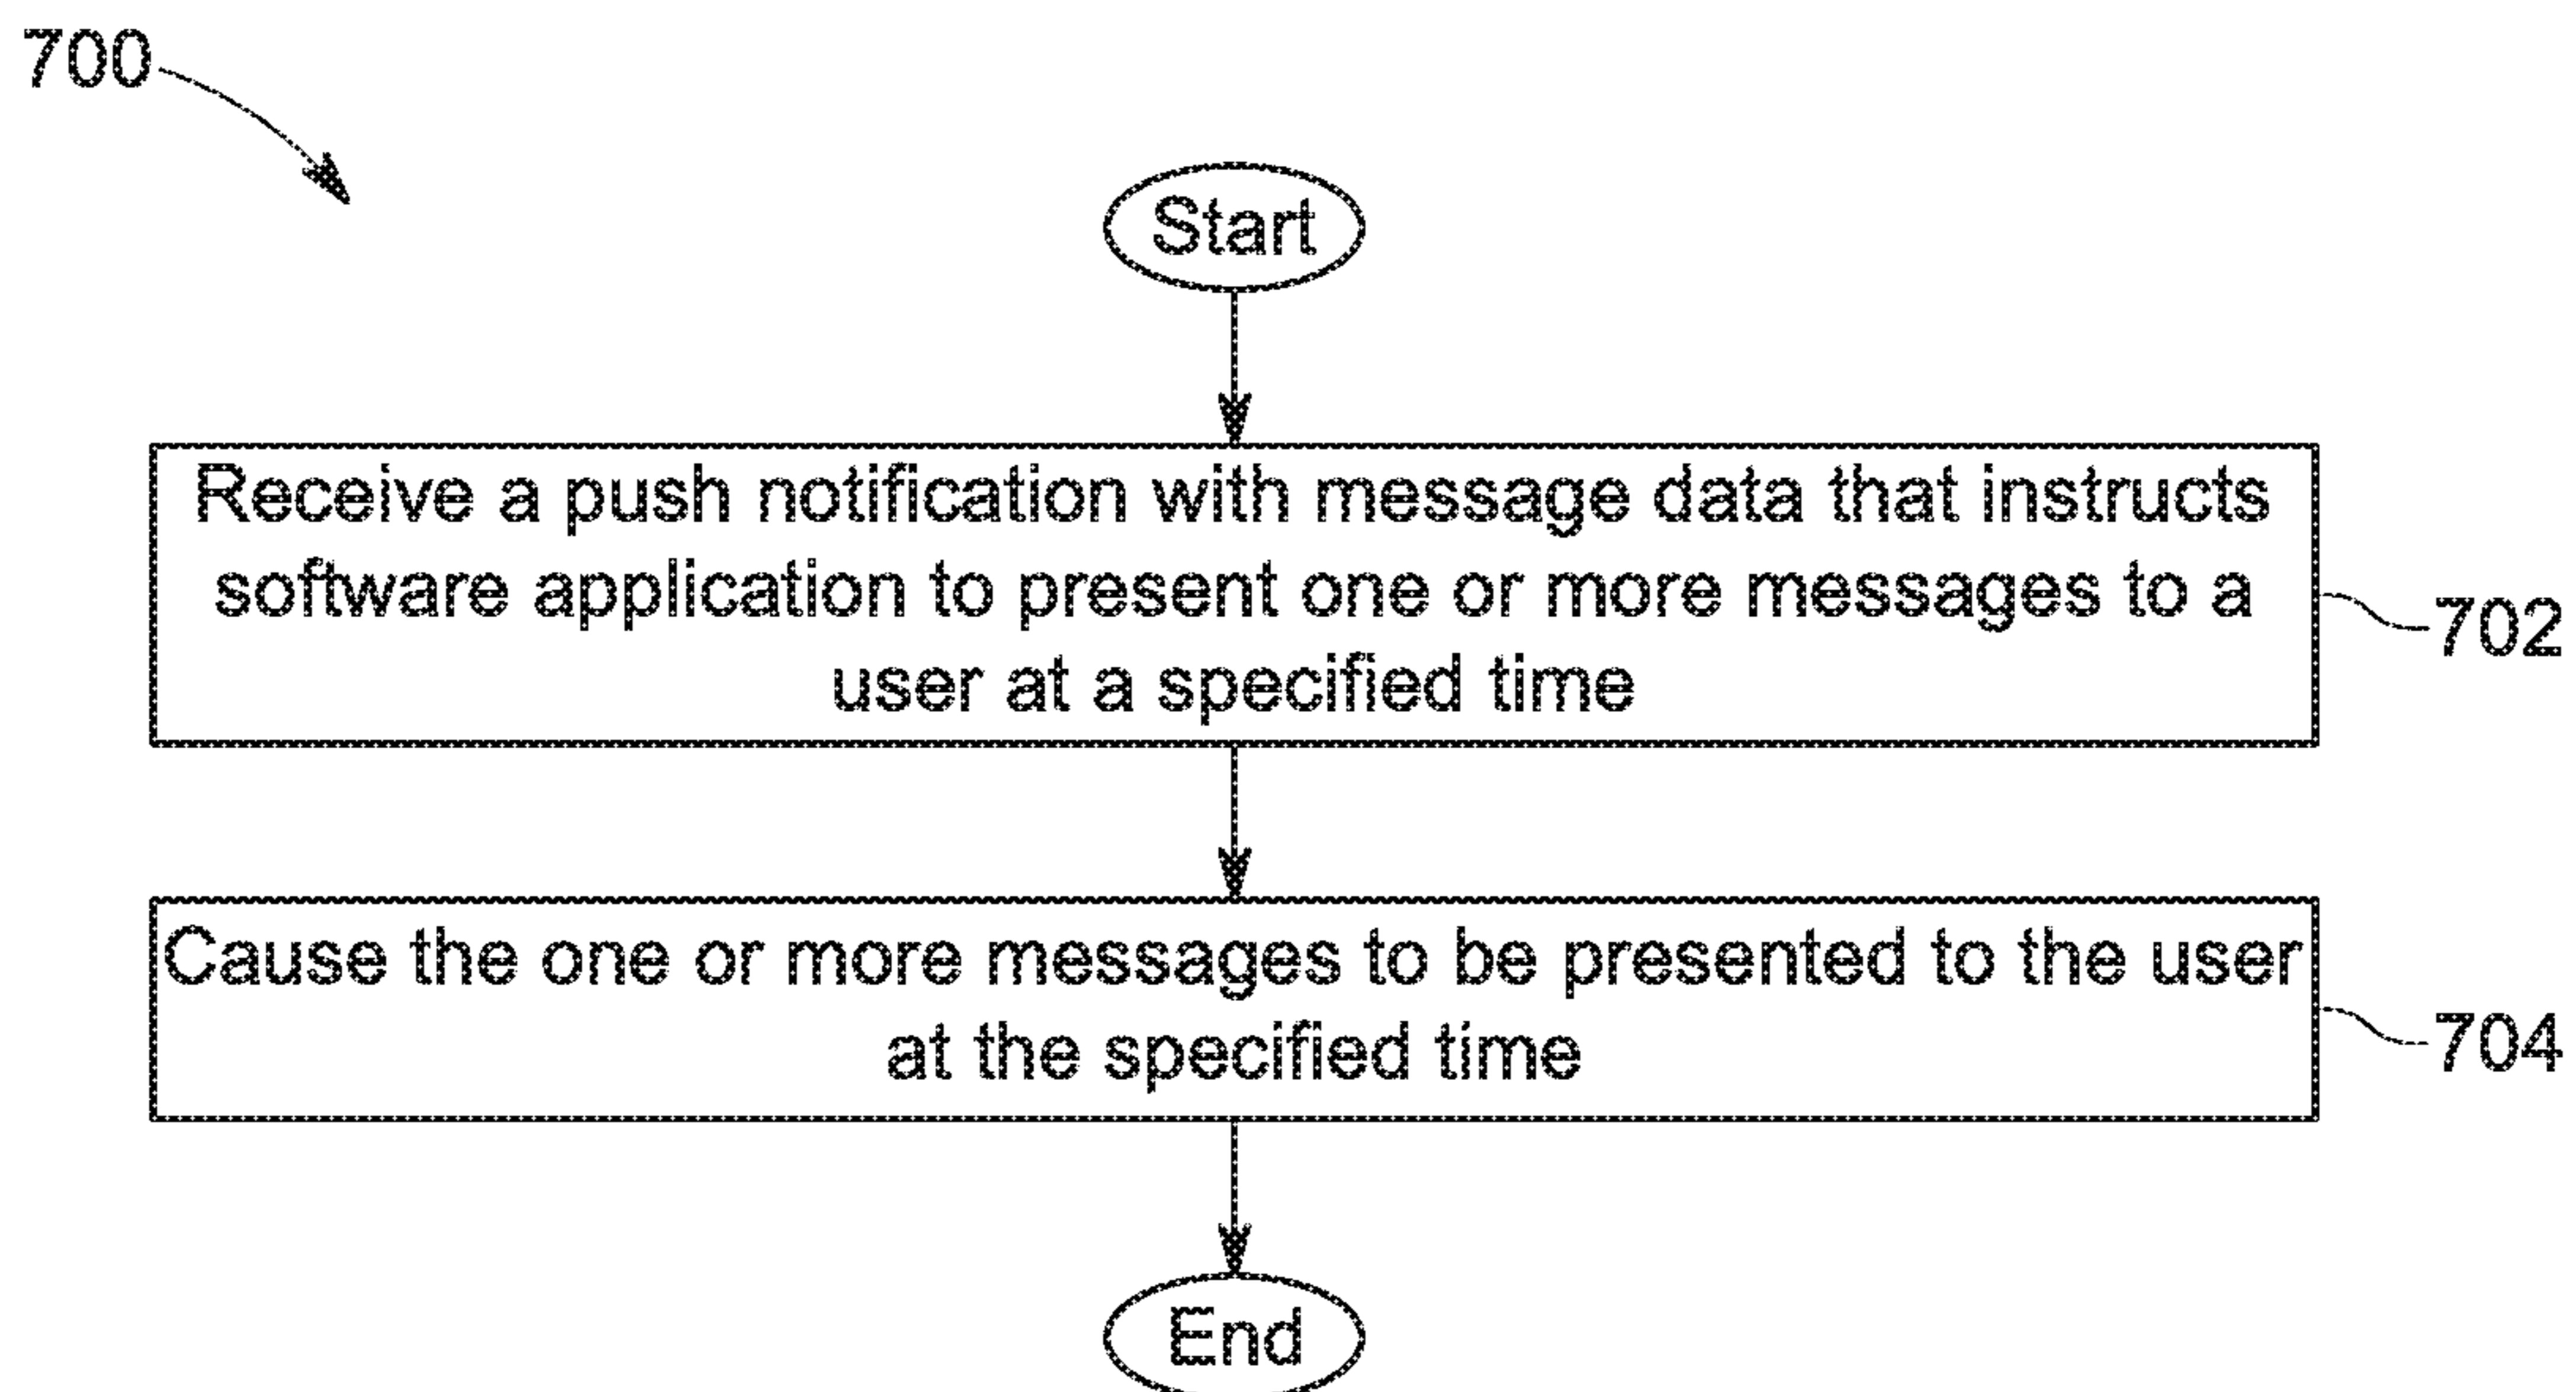 700
Start
Receive a push notification with message data that instructs
software application to present one or more messages to a
user at a specified time
702
Cause the one or more messages to be presented to the user
at the specified time
704
End